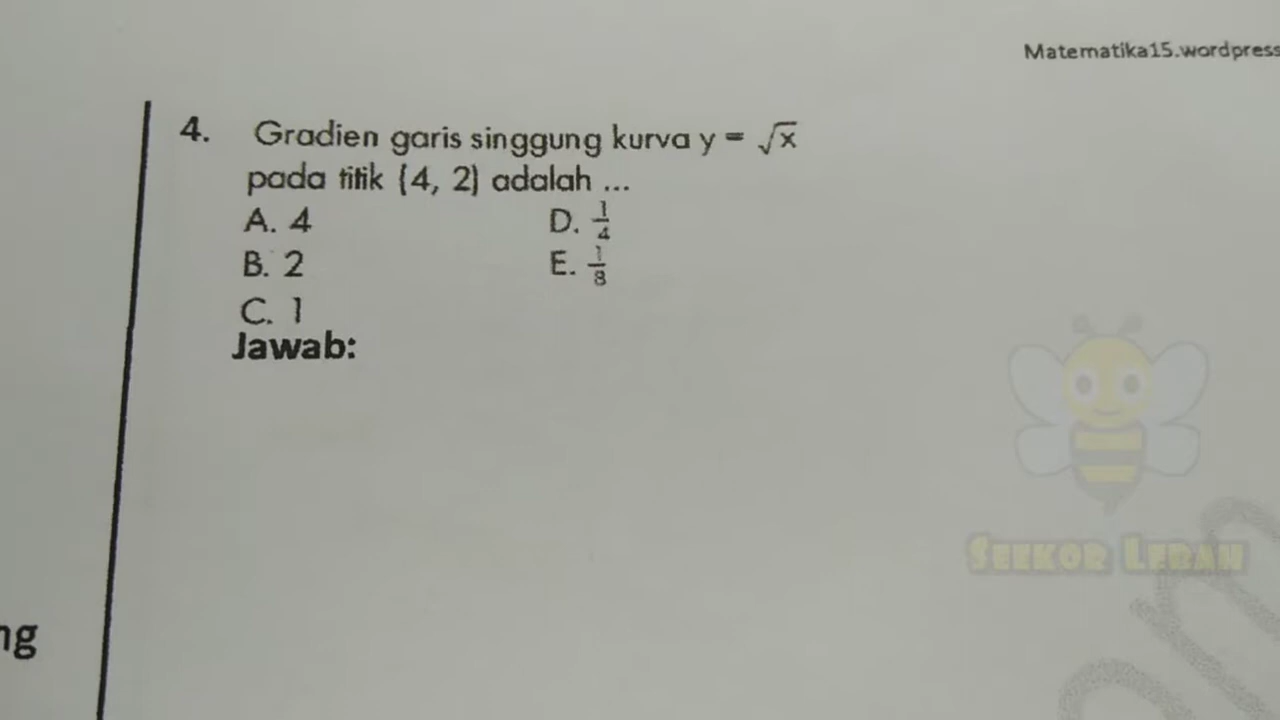 Matematika15.wordpress
4. Gradien garis singgung kurva y = √x
pada titik (4, 2) adalah ...
A. 4 D. 1/4
B. 2 E. 1/8
C. 1
Jawab:
SEEKOR LEBAH
ng
om